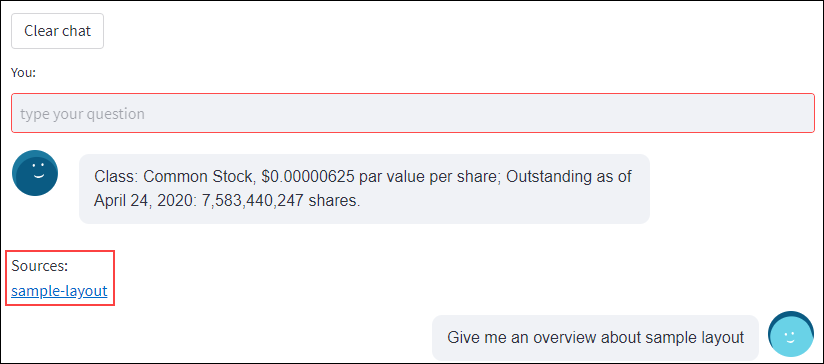 Clear chat
You:
type your question
Class: Common Stock, $0.00000625 par value per share; Outstanding as of
April 24, 2020: 7,583,440,247 shares.
Sources:
sample-layout
Give me an overview about sample layout